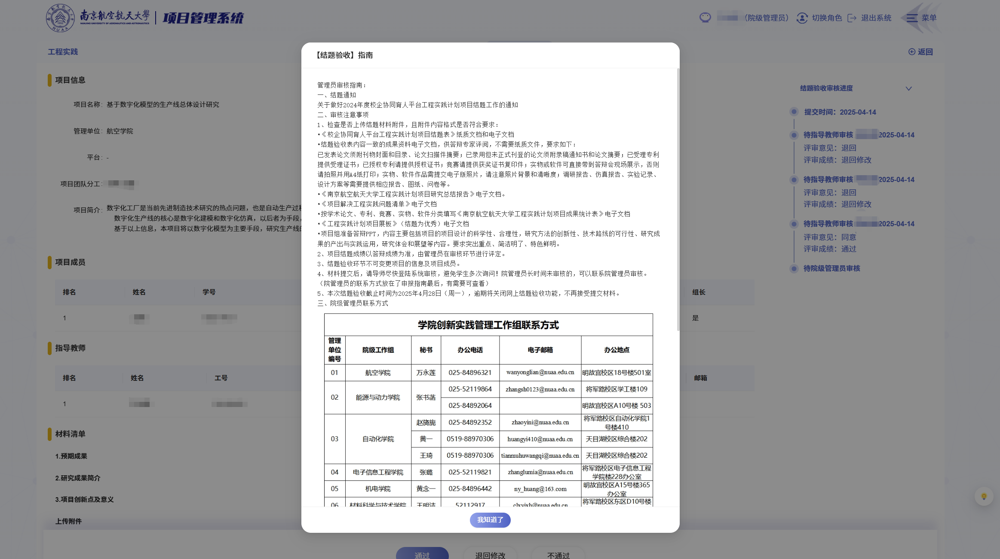 南京航空航天大學
NANJING UNIVERSITY OF AERONAUTICS AND ASTRONAUTICS
1952
NUAA
项目管理系统
（院级管理员）
切换角色
退出系统
菜单
工程实践
返回
项目信息
项目名称：基于数字化模型的生产线总体设计研究
管理单位：航空学院
平台：-
项目团队分工：
项目简介：数字化工厂是当前先进制造技术研究的热点问题，也是自动生产过
数字化生产线的核心是数字化建模和数字化仿真，以后者为手段，
基于以上信息，本项目将以数字化模型为主要手段，研究生产线
项目成员
排名 姓名 学号 组长
1 是
指导教师
排名 姓名 工号 邮箱
1
材料清单
1.预期成果
2.研究成果简介
3.项目创新点及意义
上传附件
【结题验收】指南
管理员审核指南：
一、结题通知
关于做好2024年度校企协同育人平台工程实践计划项目结题工作的通知
二、审核注意事项
1、检查是否上传结题材料附件，且附件内容格式是否符合要求：
•《校企协同育人平台工程实践计划项目结题表》纸质文档和电子文档
•结题验收表内容一致的成果资料电子文档，供答辩专家评阅，不需要纸质文件，要求如下：
已发表论文须附刊物封面和目录、论文扫描件摘要；已录用但未正式刊登的论文须附录稿通知书和论文摘要；已受理专利
提供受理证书；已授权专利请提供授权证书；竞赛请提供获奖证书复印件；实物或软件可直接带到答辩会现场展示，否则
请拍照并用A4纸打印；实物、软件作品需提交电子版照片，请注意照片背景和清晰度；调研报告、仿真报告、实验记录、
设计方案等需要提供相应报告、图纸、问卷等。
•《南京航空航天大学工程实践计划项目研究总结报告》电子文档。
•《项目解决工程实践问题清单》电子文档
•按学术论文、专利、竞赛、实物、软件分类填写《南京航空航天大学工程实践计划项目成果统计表》电子文档
•《工程实践计划项目展板》（结题为优秀）电子文档
•项目组准备答辩PPT，内容主要包括项目的项目设计的科学性、合理性，研究方法的创新性、技术路线的可行性、研究成
果的产出与实践运用，研究体会和展望等内容。要求突出重点、简洁明了、特色鲜明。
2、项目结题成绩以答辩成绩为准，由管理员在审核环节进行评定。
3、结题验收环节不可变更项目的信息及项目成员。
4、材料提交后，请导师尽快登陆系统审核，避免学生多次询问！院管理员长时间未审核的，可以联系院管理员审核。
（院管理员的联系方式放在了申报指南最后，有需要可查看）
5、本次结题验收截止时间为2025年4月28日（周一），逾期将关闭网上结题验收功能，不再接受提交材料。
三、院级管理员联系方式
学院创新实践管理工作组联系方式
管理单位编号 院级工作组 秘书 办公电话 电子邮箱 办公地点
01 航空学院 万永莲 025-84896321 wanyonglian@nuaa.edu.cn 明故宫校区18号楼501室
02 能源与动力学院 张书菡 025-52119864 zhangsh0123@nuaa.edu.cn 将军路校区学工楼109
025-84892064 明故宫校区A10号楼 503
03 自动化学院 赵旖旎 025-84892352 zhaoyini@nuaa.edu.cn 将军路校区自动化学院1号楼410
黄一 0519-88970306 huangyi410@nuaa.edu.cn 天目湖校区综合楼202
王琦 0519-88970306 tianmuhuwangqi@nuaa.edu.cn 天目湖校区综合楼202
04 电子信息工程学院 张璐 025-52119821 zhanglumia@nuaa.edu.cn 将军路校区电子信息工程学院楼228办公室
05 机电学院 黄念一 025-84896442 ny_huang@163.com 明故宫校区A15号楼365办公室
06 材料科学与技术学院 王明洁 52112917 clxyjxb@nuaa.edu.cn 将军路校区东区D10号楼
我知道了
结题验收审核进度
提交时间：2025-04-14
待指导教师审核 2025-04-14
评审意见：退回
评审成绩：退回修改
待指导教师审核 2025-04-14
评审意见：退回
评审成绩：退回修改
待指导教师审核 2025-04-14
评审意见：同意
评审成绩：通过
待院级管理员审核
通过
退回修改
不通过